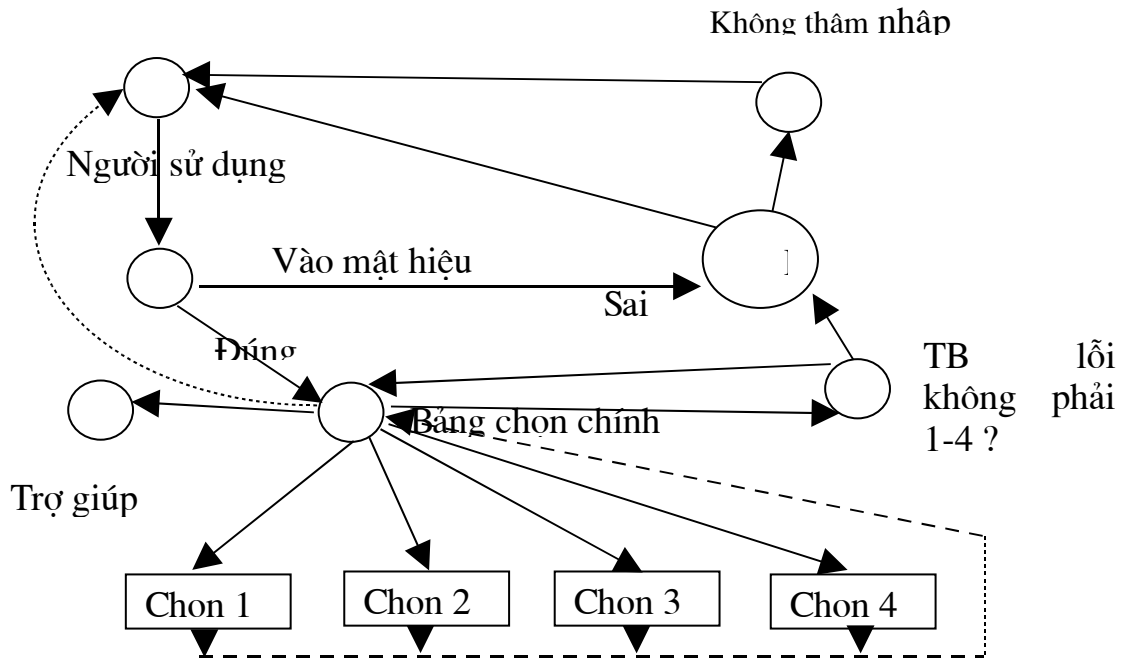 Không thâm nhâp
Người sử dụng
Vào mật hiệu
Sai
Đúng
TB lỗi
không phải
1-4 ?
Bảng chọn chính
Trợ giúp
Chon 1
Chon 2
Chon 3
Chon 4